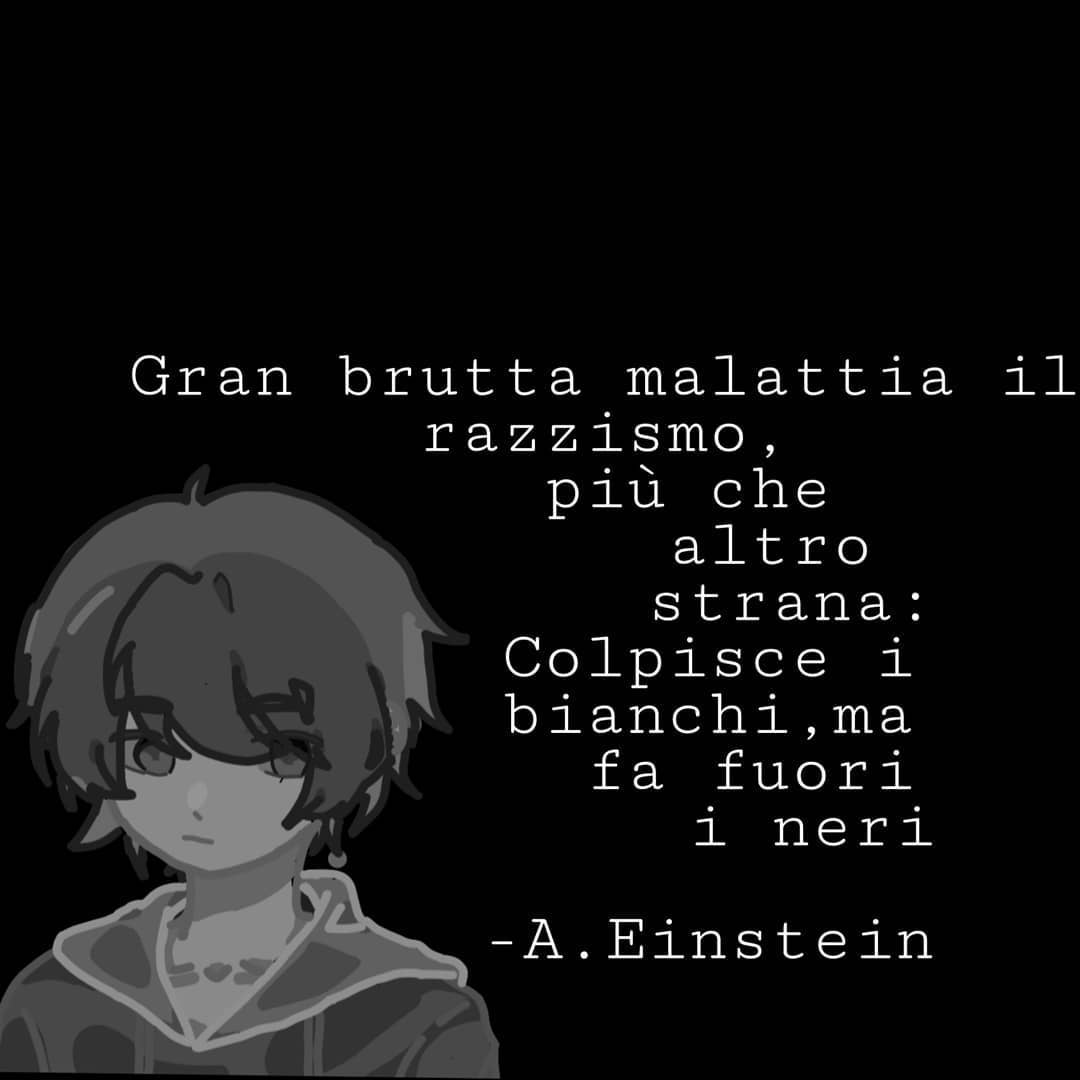 Gran brutta malattia il
razzismo,
più che
altro
strana:
Colpisce i
bianchi,ma
fa fuori
i neri
-A.Einstein